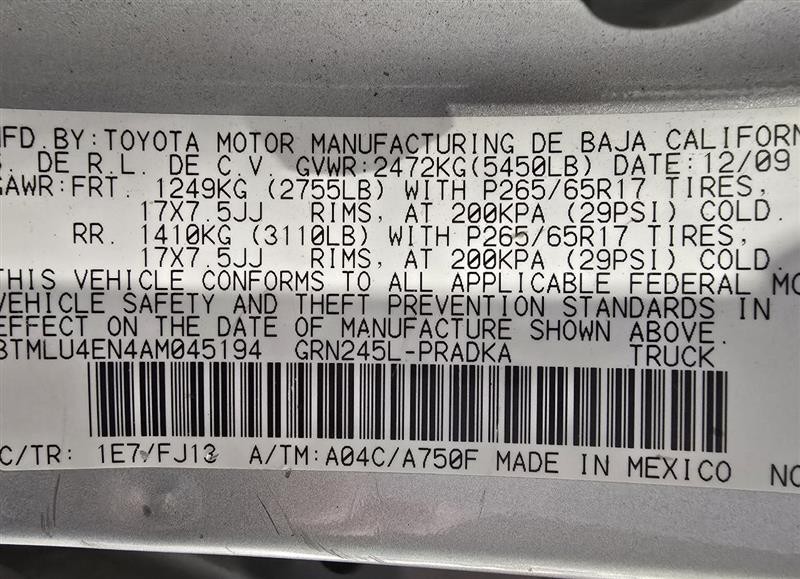 MFD.BY:TOYOTA MOTOR MANUFACTURING DE BAJA CALIFORN
S. DE R.L. DE C.V. GVWR:2472KG(5450LB) DATE:12/09
GAWR:FRT. 1249KG (2755LB) WITH P265/65R17 TIRES,
17X7.5JJ RIMS, AT 200KPA (29PSI) COLD.
RR. 1410KG (3110LB) WITH P265/65R17 TIRES,
17X7.5JJ RIMS, AT 200KPA (29PSI) COLD.
THIS VEHICLE CONFORMS TO ALL APPLICABLE FEDERAL MO
VEHICLE SAFETY AND THEFT PREVENTION STANDARDS IN
EFFECT ON THE DATE OF MANUFACTURE SHOWN ABOVE.
3TMLU4EN4AM045194 GRN245L-PRADKA TRUCK
C/TR: 1E7/FJ13 A/TM:A04C/A750F MADE IN MEXICO NO